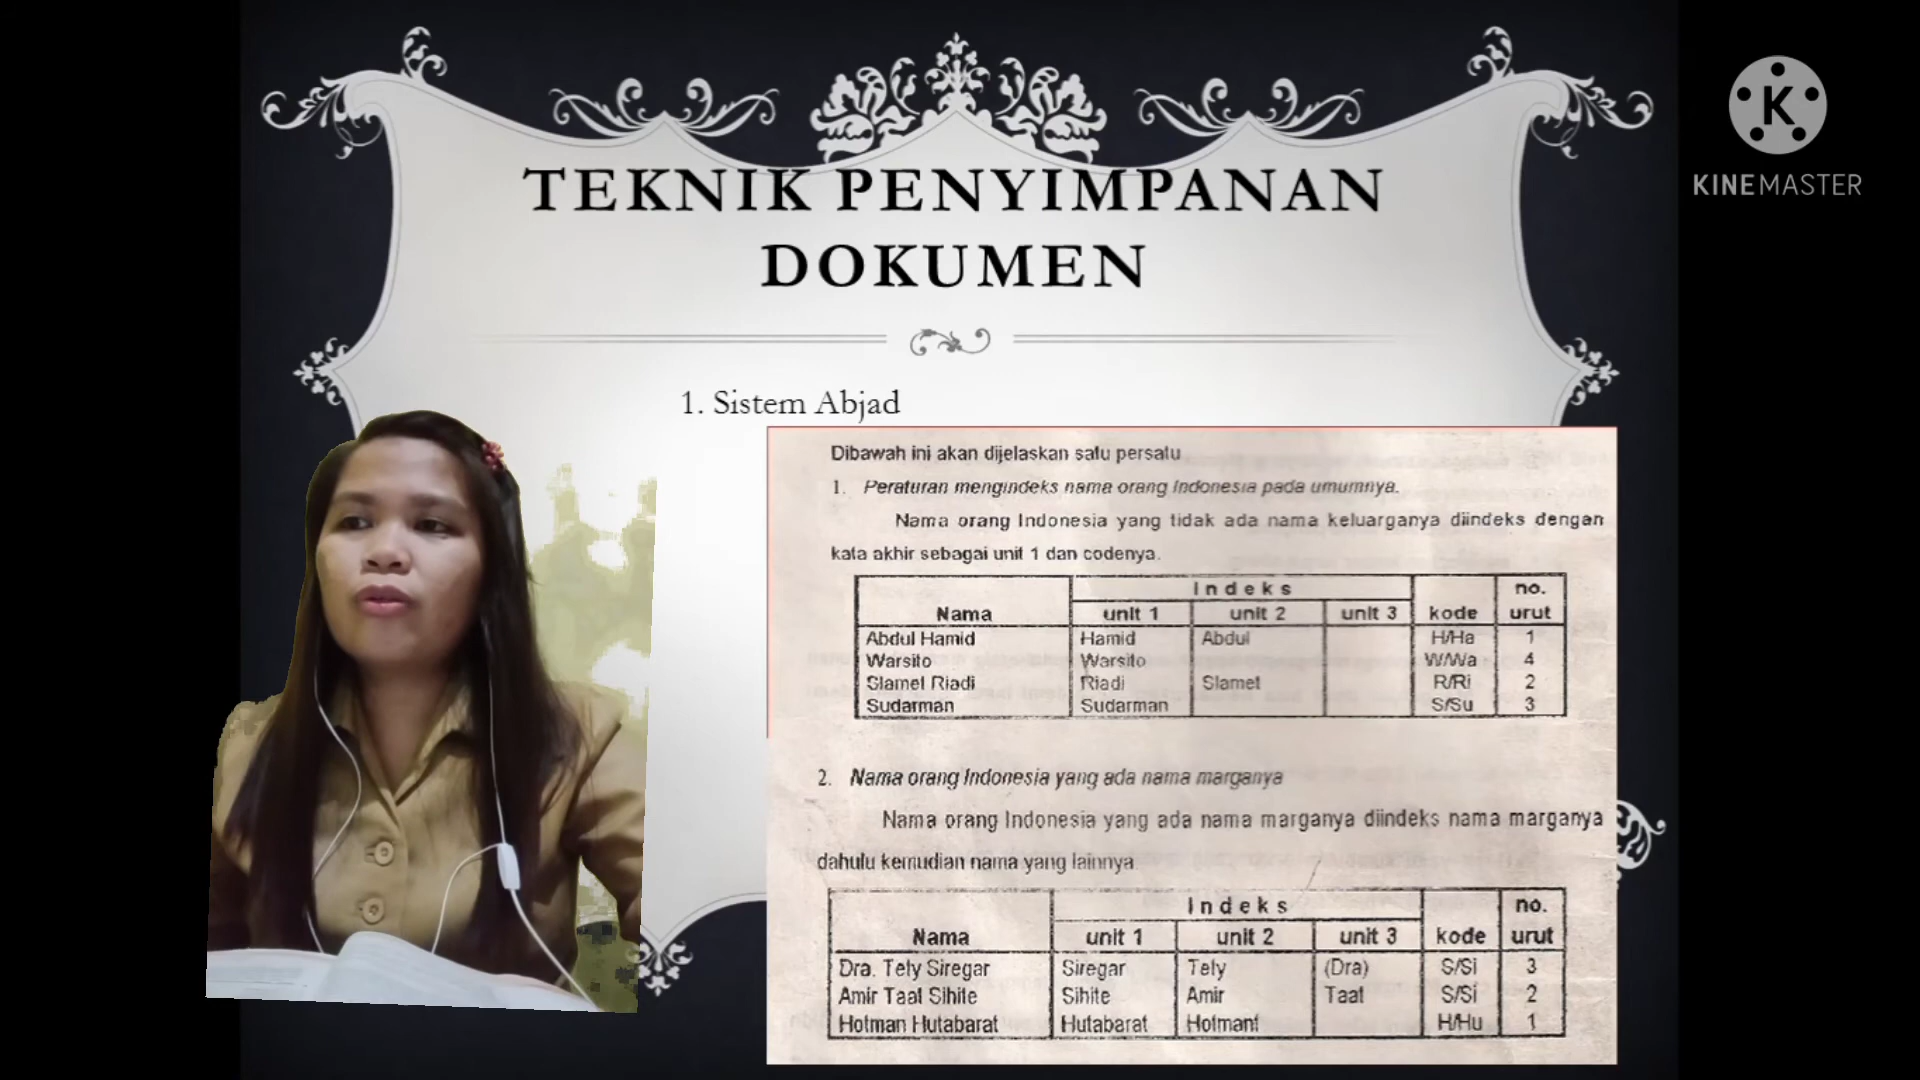 KINEMASTER
TEKNIK PENYIMPANAN
DOKUMEN
1. Sistem Abjad
Dibawah ini akan dijelaskan satu persatu
1. Peraturan mengindeks nama orang Indonesia pada umumnya.
Nama orang Indonesia yang tidak ada nama keluarganya diindeks dengan
kata akhir sebagai unit 1 dan codenya.
Nama Indeks kode no. urut
unit 1 unit 2 unit 3
Abdul Hamid Hamid Abdul H/Ha 1
Warsito Warsito W/Wa 4
Slamet Riadi Riadi Slamet R/Ri 2
Sudarman Sudarman S/Su 3
2. Nama orang Indonesia yang ada nama marganya
Nama orang Indonesia yang ada nama marganya diindeks nama marganya
dahulu kemudian nama yang lainnya.
Nama Indeks kode no. urut
unit 1 unit 2 unit 3
Dra. Tely Siregar Siregar Tely (Dra) S/Si 3
Amir Taat Sihite Sihite Amir Taat S/Si 2
Hotman Hutabarat Hutabarat Hotman! H/Hu 1